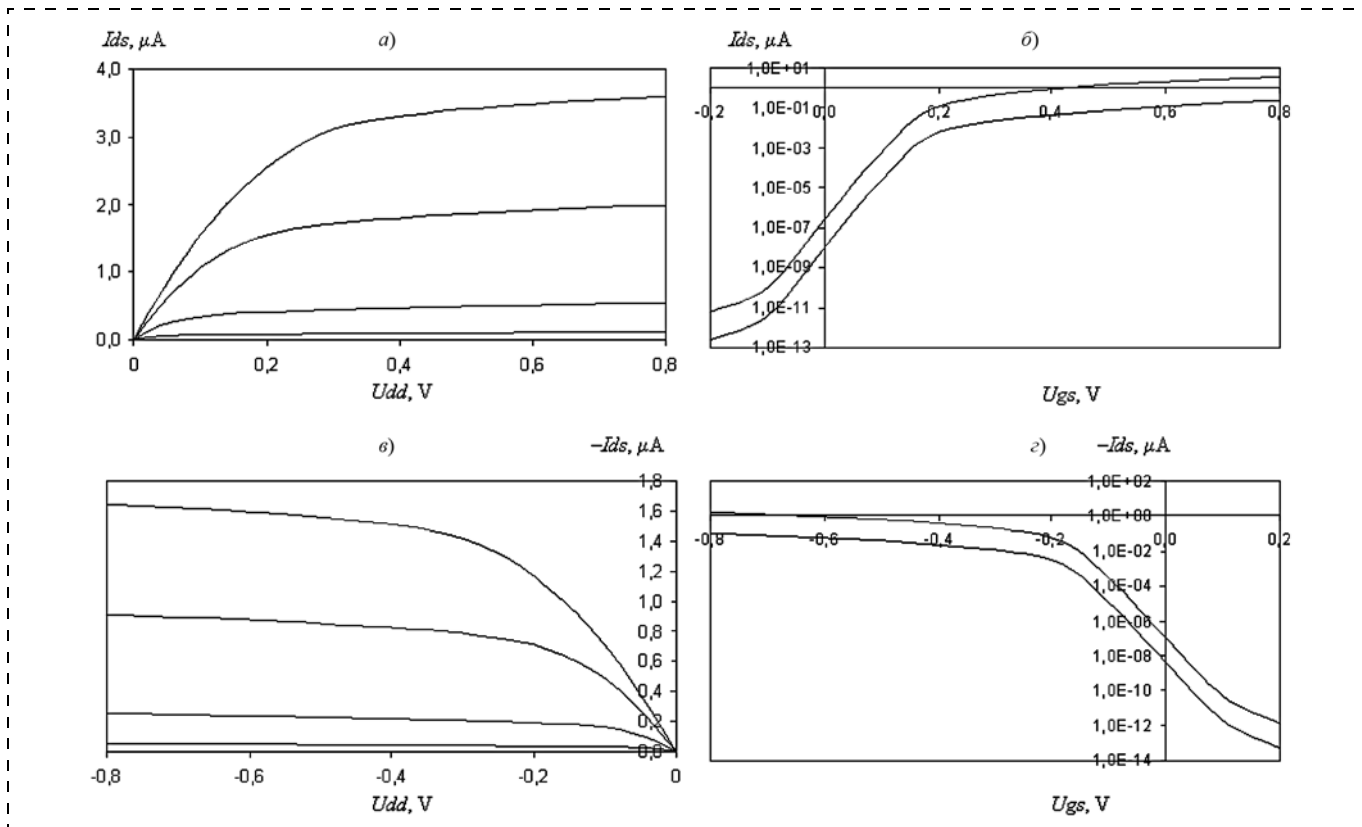 Ids, μA
а)
4,0
3,0
2,0
1,0
0,0
0 0,2 0,4 0,6 0,8
Udd, V
Ids, μA
б)
1,0E+01
1,0E-01
1,0E-03
1,0E-05
1,0E-07
1,0E-09
1,0E-11
1,0E-13
-0,2 0,0 0,2 0,4 0,6 0,8
Ugs, V
в)
–Ids, μA
1,8
1,6
1,4
1,2
1,0
0,8
0,6
0,4
0,2
0,0
-0,8 -0,6 -0,4 -0,2 0
Udd, V
г)
–Ids, μA
1,0E+02
1,0E+00
1,0E-02
1,0E-04
1,0E-06
1,0E-08
1,0E-10
1,0E-12
1,0E-14
-0,8 -0,6 -0,4 -0,2 0,0 0,2
Ugs, V